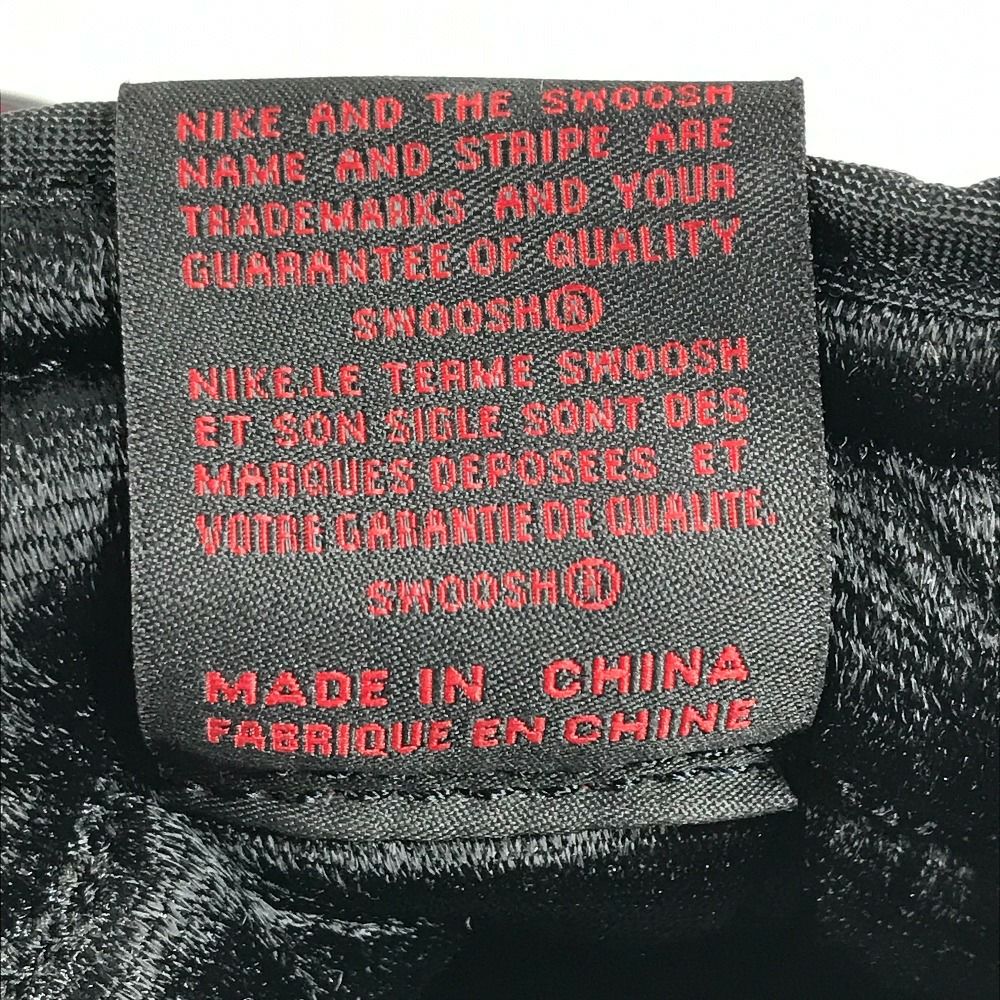 NIKE AND THE SWOOSH
NAME AND STRIPE ARE
TRADEMARKS AND YOUR
GUARANTEE OF QUALITY
SWOOSH®
NIKE.LE TERME SWOOSH
ET SON SIGLE SONT DES
MARQUES DEPOSEES ET
VOTRE GARANTIE DE QUALITE.
SWOOSH®
MADE IN CHINA
FABRIQUE EN CHINE